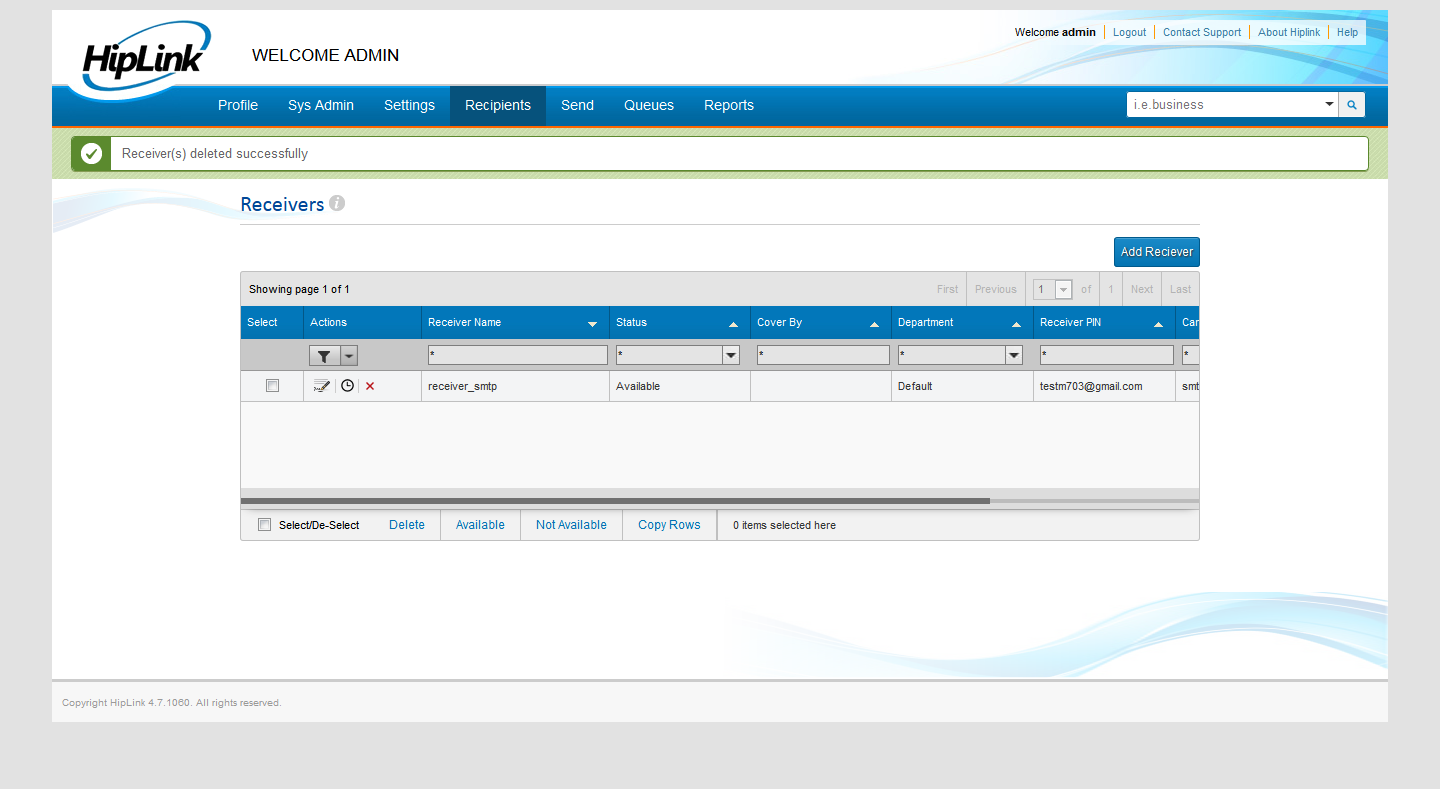 HipLink
WELCOME ADMIN
Welcome admin Logout Contact Support About Hiplink Help
Profile Sys Admin Settings Recipients Send Queues Reports i.e.business
Receiver(s) deleted successfully
Receivers i
Add Reciever
Showing page 1 of 1 First Previous 1 of 1 Next Last
Select Actions Receiver Name Status Cover By Department Receiver PIN Car
* * * * * *
receiver_smtp Available Default testm703@gmail.com smt
Select/De-Select Delete Available Not Available Copy Rows 0 items selected here
Copyright HipLink 4.7.1060. All rights reserved.